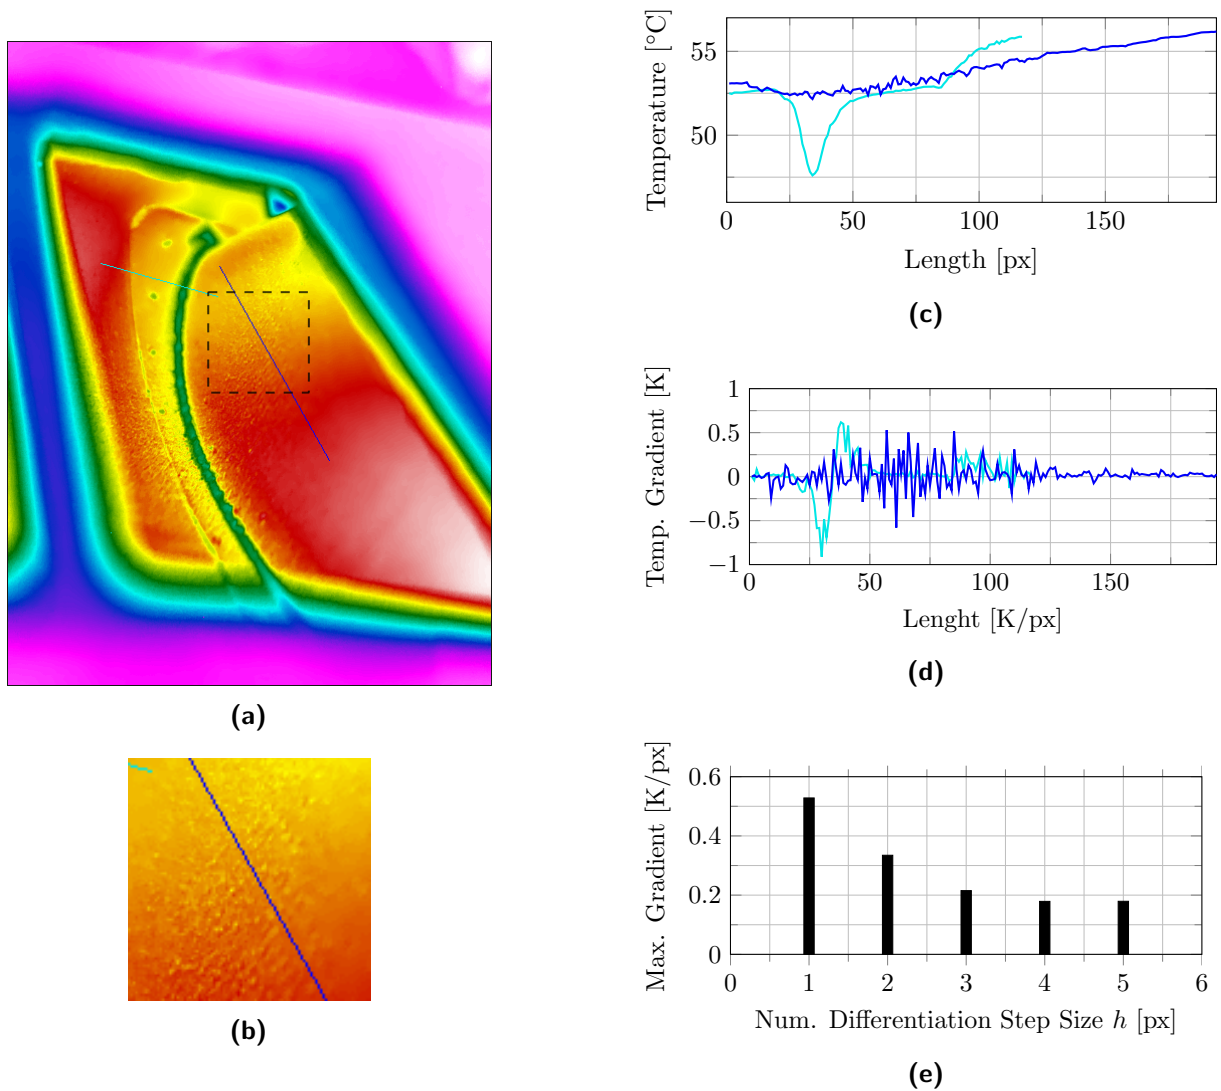 (a)
(b)
Temperature [°C]
55
50
0
50
100
150
Length [px]
(c)
Temp. Gradient [K]
1
0.5
0
−0.5
−1
0
50
100
150
Lenght [K/px]
(d)
Max. Gradient [K/px]
0.6
0.4
0.2
0
0
1
2
3
4
5
6
Num. Differentiation Step Size h [px]
(e)